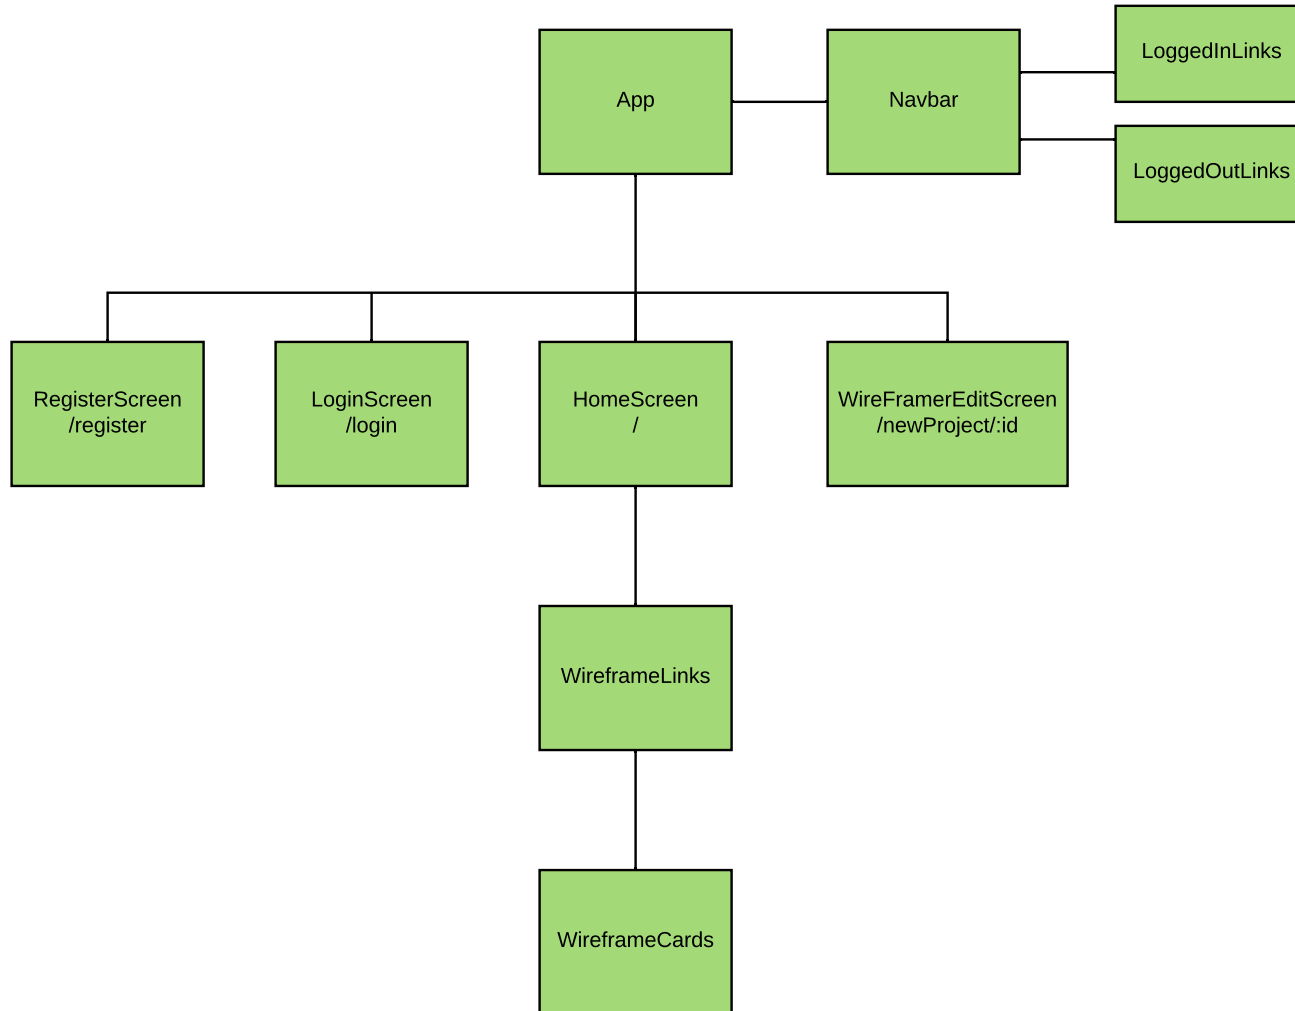 LoggedInLinks
App
Navbar
LoggedOutLinks
RegisterScreen
/register
LoginScreen
/login
HomeScreen
/
WireFramerEditScreen
/newProject/:id
WireframeLinks
WireframeCards